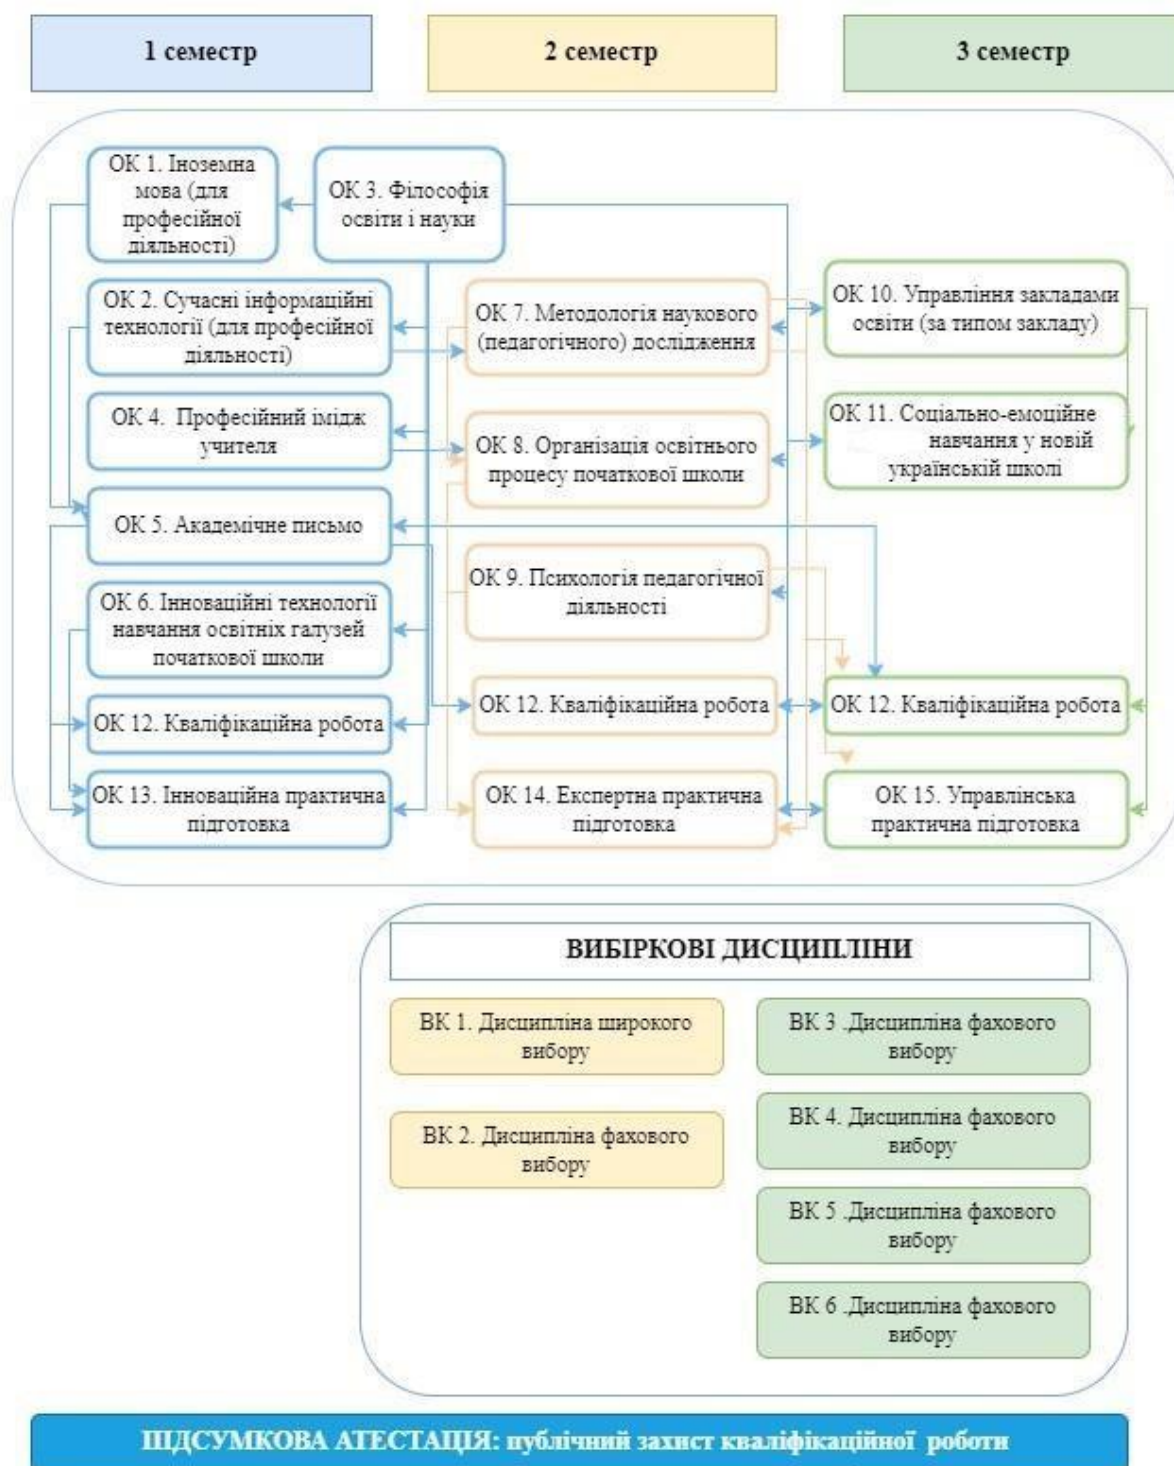 1 семестр
2 семестр
3 семестр
ОК 1. Іноземна
мова (для
професійної
діяльності)
ОК 3. Філософія
освіти і науки
ОК 2. Сучасні інформаційні
технології (для професійної
діяльності)
ОК 4. Професійний імідж
учителя
ОК 5. Академічне письмо
ОК 6. Інноваційні технології
навчання освітніх галузей
початкової школи
ОК 12. Кваліфікаційна робота
ОК 13. Інноваційна практична
підготовка
ОК 7. Методологія наукового
(педагогічного) дослідження
ОК 8. Організація освітнього
процесу початкової школи
ОК 9. Психологія педагогічної
діяльності
ОК 12. Кваліфікаційна робота
ОК 14. Експертна практична
підготовка
ОК 10. Управління закладами
освіти (за типом закладу)
ОК 11. Соціально-емоційне
навчання у новій
українській школі
ОК 12. Кваліфікаційна робота
ОК 15. Управлінська
практична підготовка
ВИБІРКОВІ ДИСЦИПЛІНИ
ВК 1. Дисципліна широкого
вибору
ВК 2. Дисципліна фахового
вибору
ВК 3 .Дисципліна фахового
вибору
ВК 4. Дисципліна фахового
вибору
ВК 5 .Дисципліна фахового
вибору
ВК 6 .Дисципліна фахового
вибору
ПІДСУМКОВА АТЕСТАЦІЯ: публічний захист кваліфікаційної роботи